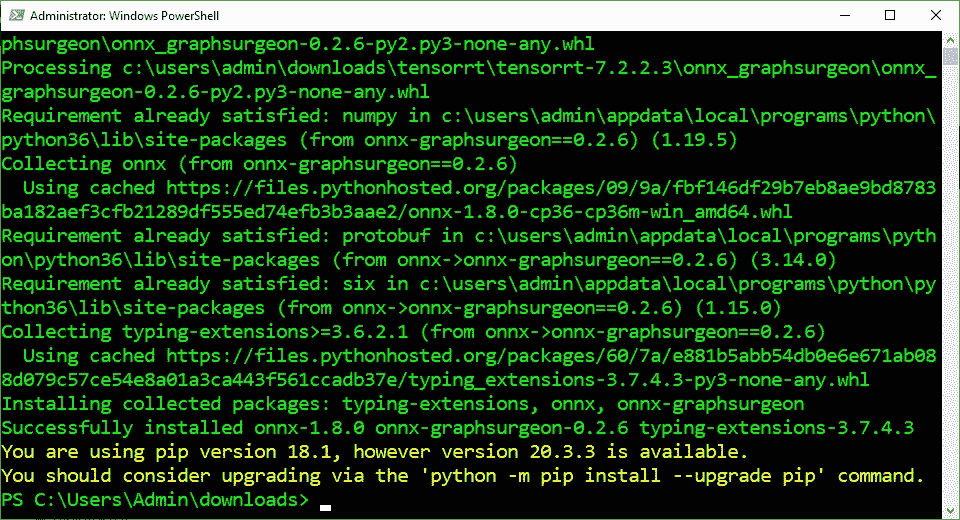 Administrator: Windows PowerShell
phsurgeon\onnx_graphsurgeon-0.2.6-py2.py3-none-any.whl
Processing c:\users\admin\downloads\tensorrt\tensorrt-7.2.2.3\onnx_graphsurgeon\onnx_
graphsurgeon-0.2.6-py2.py3-none-any.whl
Requirement already satisfied: numpy in c:\users\admin\appdata\local\programs\python\
python36\lib\site-packages (from onnx-graphsurgeon==0.2.6) (1.19.5)
Collecting onnx (from onnx-graphsurgeon==0.2.6)
  Using cached https://files.pythonhosted.org/packages/09/9a/fbf146df29b7eb8ae9bd8783
ba182aef3cfb21289df555ed74efb3b3aae2/onnx-1.8.0-cp36-cp36m-win_amd64.whl
Requirement already satisfied: protobuf in c:\users\admin\appdata\local\programs\pyth
on\python36\lib\site-packages (from onnx->onnx-graphsurgeon==0.2.6) (3.14.0)
Requirement already satisfied: six in c:\users\admin\appdata\local\programs\python\py
thon36\lib\site-packages (from onnx->onnx-graphsurgeon==0.2.6) (1.15.0)
Collecting typing-extensions>=3.6.2.1 (from onnx->onnx-graphsurgeon==0.2.6)
  Using cached https://files.pythonhosted.org/packages/60/7a/e881b5abb54db0e6e671ab08
8d079c57ce54e8a01a3ca443f561ccadb37e/typing_extensions-3.7.4.3-py3-none-any.whl
Installing collected packages: typing-extensions, onnx, onnx-graphsurgeon
Successfully installed onnx-1.8.0 onnx-graphsurgeon-0.2.6 typing-extensions-3.7.4.3
You are using pip version 18.1, however version 20.3.3 is available.
You should consider upgrading via the 'python -m pip install --upgrade pip' command.
PS C:\Users\Admin\downloads>